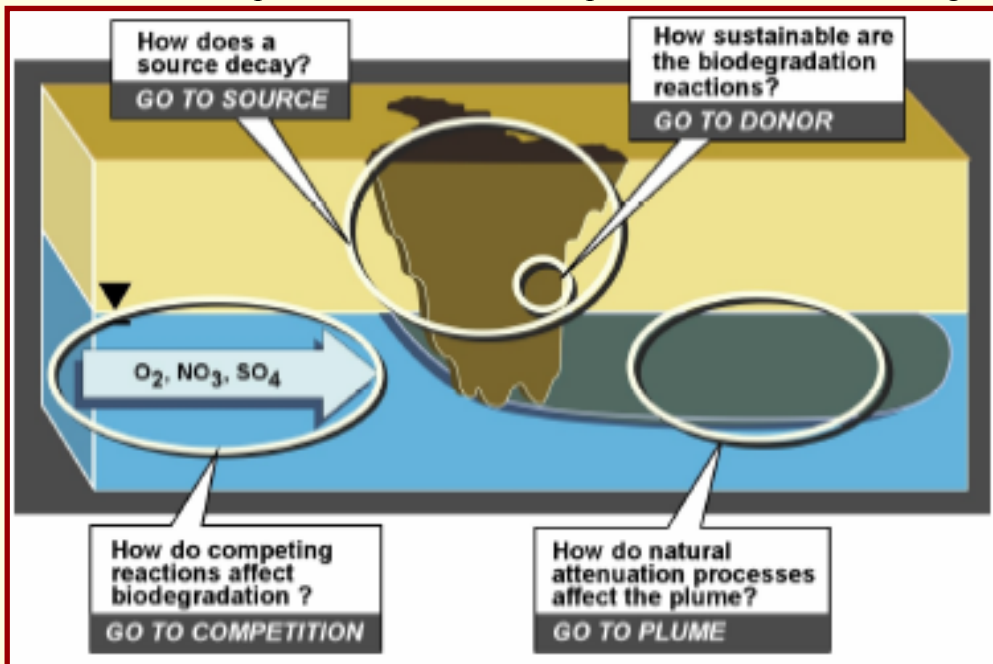 How does a
source decay?
GO TO SOURCE
How sustainable are
the biodegradation
reactions?
GO TO DONOR
O2, NO3, SO4
How do competing
reactions affect
biodegradation ?
GO TO COMPETITION
How do natural
attenuation processes
affect the plume?
GO TO PLUME